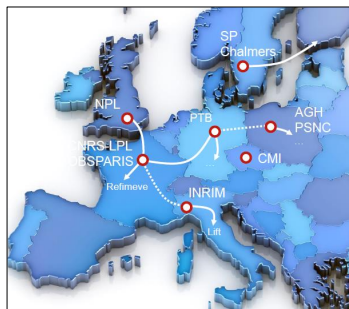 SP
Chalmers
NPL
PTB
AGH
PSNC
CNRS-LPL
OBSPARIS
CMI
Refimeve
INRIM
Lift